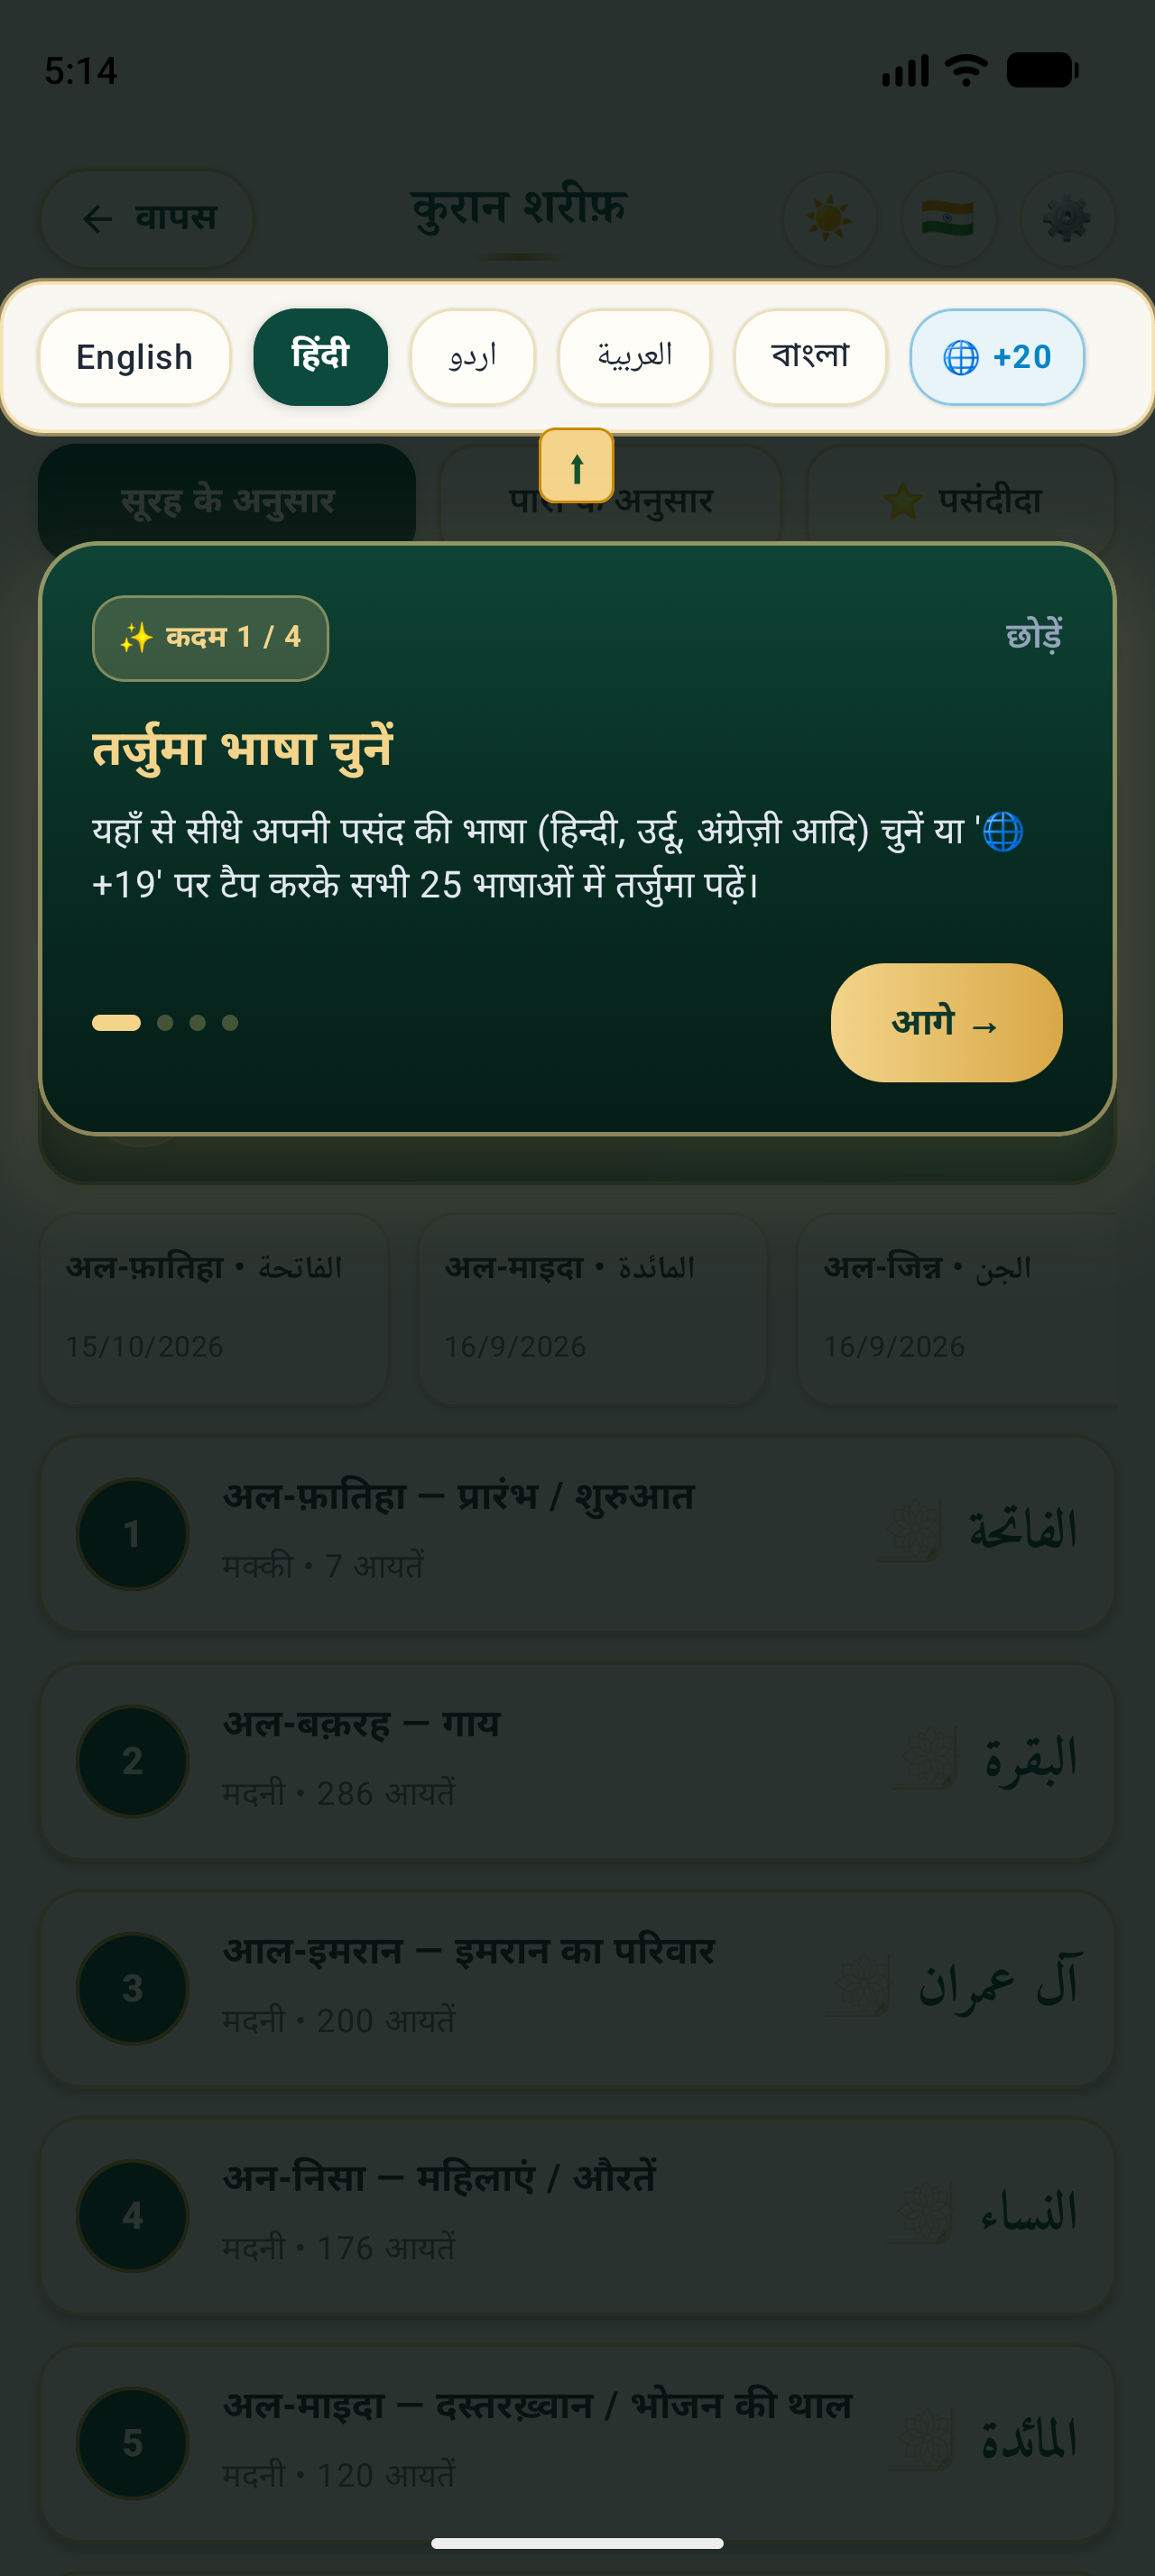 5:14
← वापस
कुरान शरीफ़
English हिंदी اردو العربية বাংলা 🌐 +20
सूरह के अनुसार
अनुसार
⭐ पसंदीदा
✨ कदम 1 / 4
छोड़ें
तर्जुमा भाषा चुनें
यहाँ से सीधे अपनी पसंद की भाषा (हिन्दी, उर्दू, अंग्रेज़ी आदि) चुनें या '🌐
+19' पर टैप करके सभी 25 भाषाओं में तर्जुमा पढ़ें।
आगे →
अल-फ़ातिहा • الفاتحة
15/10/2026
अल-माइदा • المائدة
16/9/2026
अल-जिन्न • الجن
16/9/2026
1
अल-फ़ातिहा — प्रारंभ / शुरुआत
मक्की • 7 आयतें
الفاتحة
2
अल-बक़रह — गाय
मदनी • 286 आयतें
البقرة
3
आल-इमरान — इमरान का परिवार
मदनी • 200 आयतें
آل عمران
4
अन-निसा — महिलाएं / औरतें
मदनी • 176 आयतें
النساء
5
अल-माइदा — दस्तरख़्वान / भोजन की थाल
मदनी • 120 आयतें
المائدة